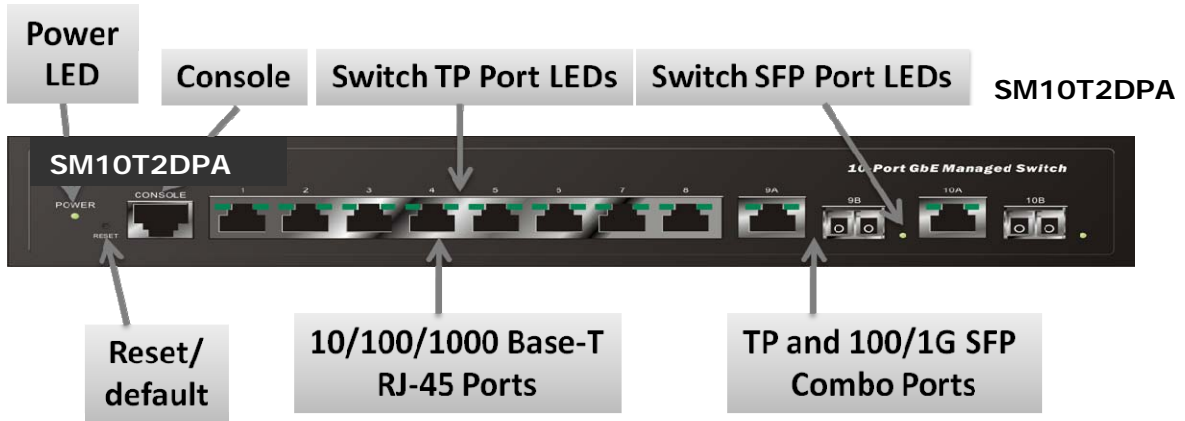 Power
LED
Console
Switch TP Port LEDs
Switch SFP Port LEDs
SM10T2DPA
SM10T2DPA
10-Port GbE Managed Switch
POWER
RESET
CONSOLE
1 2 3 4 5 6 7 8 9A 9B 10A 10B
Reset/
default
10/100/1000 Base-T
RJ-45 Ports
TP and 100/1G SFP
Combo Ports